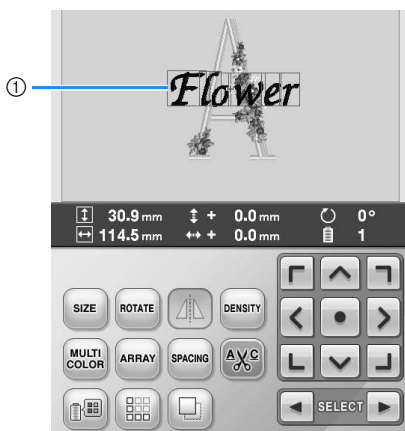 ①
A
Flower
30.9 mm + 0.0 mm 0°
114.5 mm + 0.0 mm 1
SIZE ROTATE DENSITY
MULTI COLOR ARRAY SPACING A C
SELECT